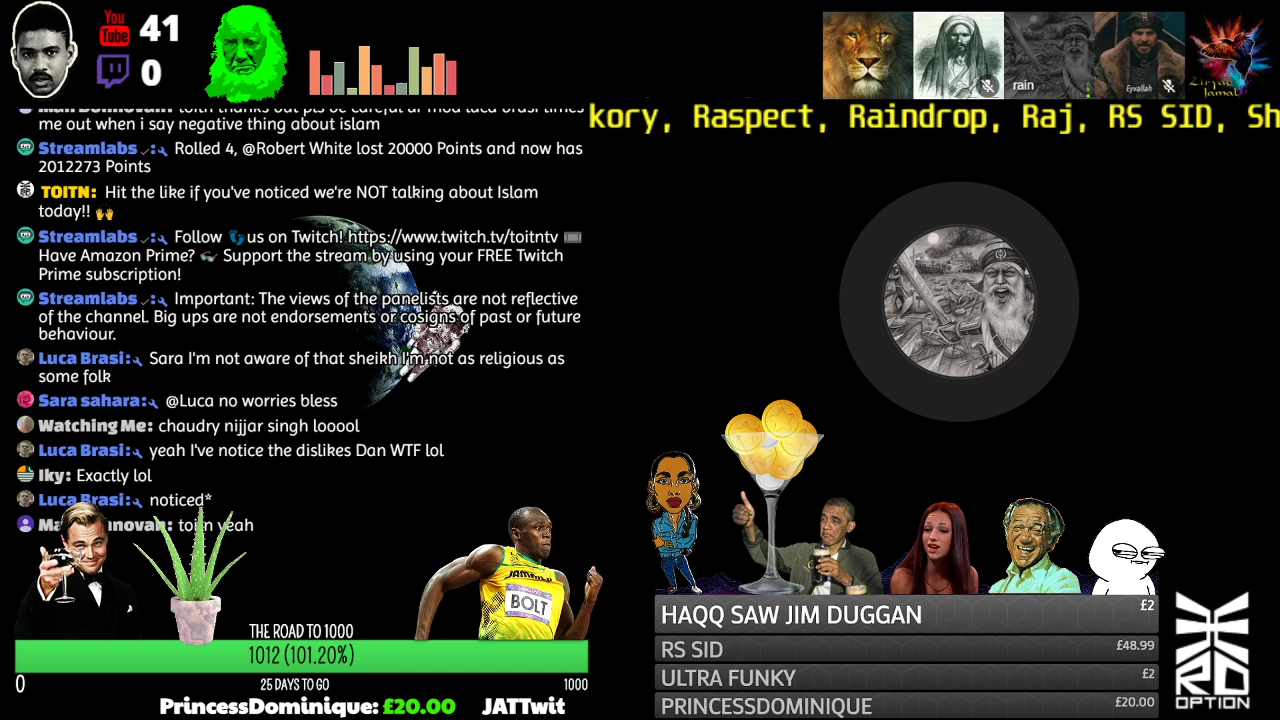 You
Tube
41
0
rain
Eyvallah
Ziryab
Jamal
kory, Raspect, Raindrop, Raj, RS SID, Sh
me out when i say negative thing about islam
Streamlabs: Rolled 4, @Robert White lost 20000 Points and now has
2012273 Points
TOITN: Hit the like if you've noticed we're NOT talking about Islam
today!! 🙌
Streamlabs: Follow 👣us on Twitch! https://www.twitch.tv/toitntv
Have Amazon Prime? Support the stream by using your FREE Twitch
Prime subscription!
Streamlabs: Important: The views of the panelists are not reflective
of the channel. Big ups are not endorsements or cosigns of past or future
behaviour.
Luca Brasi: Sara I'm not aware of that sheikh I'm not as religious as
some folk
Sara sahara: @Luca no worries bless
Watching Me: chaudry nijjar singh looool
Luca Brasi: yeah I've notice the dislikes Dan WTF lol
Iky: Exactly lol
Luca Brasi: noticed*
toitn yeah
JAMAICA
BOLT
THE ROAD TO 1000
1012 (101.20%)
0
25 DAYS TO GO
1000
PrincessDominique: £20.00 JATTwit
HAQQ SAW JIM DUGGAN £2
RS SID £48.99
ULTRA FUNKY £2
PRINCESSDOMINIQUE £20.00
OPTION